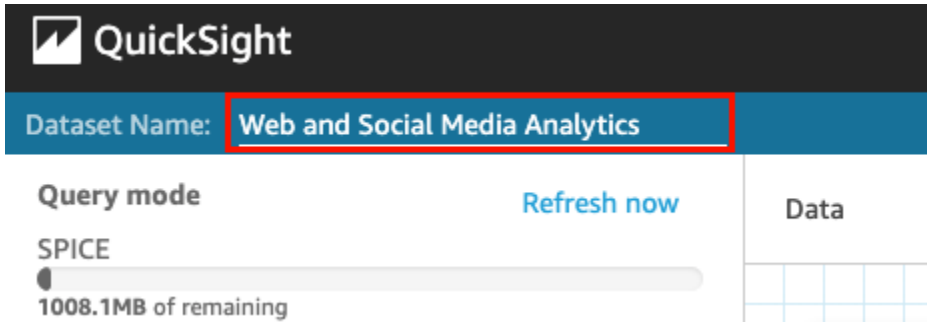 QuickSight
Dataset Name: Web and Social Media Analytics
Query mode
Refresh now
Data
SPICE
1008.1MB of remaining